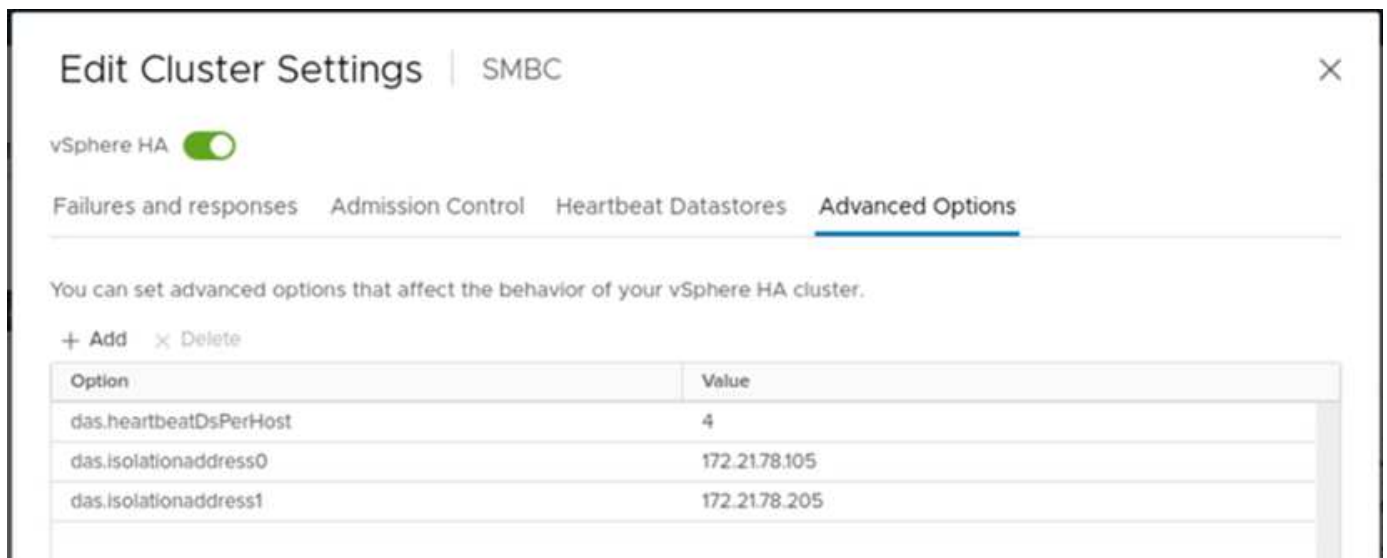 Edit Cluster Settings SMBC
vSphere HA
Failures and responses Admission Control Heartbeat Datastores Advanced Options
You can set advanced options that affect the behavior of your vSphere HA cluster.
+ Add × Delete
Option Value
das.heartbeatDsPerHost 4
das.isolationaddress0 172.21.78.105
das.isolationaddress1 172.21.78.205